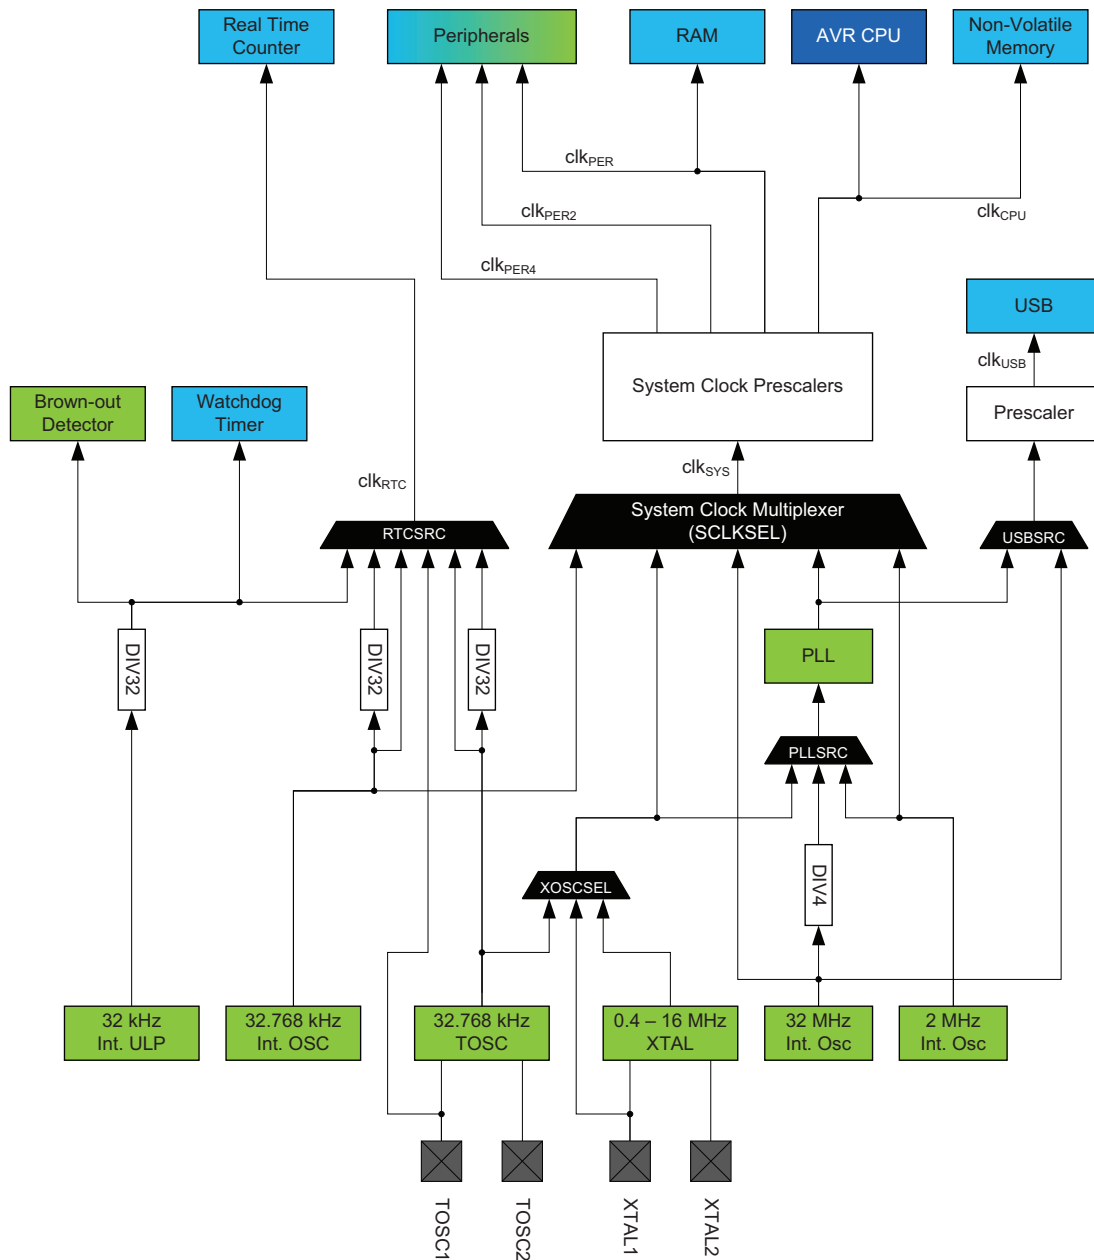 Real Time
Counter
Peripherals
RAM
AVR CPU
Non-Volatile
Memory
clkPER
clkPER2
clkCPU
clkPER4
USB
System Clock Prescalers
clkUSB
Brown-out
Detector
Watchdog
Timer
Prescaler
clkSYS
clkRTC
System Clock Multiplexer
(SCLKSEL)
RTCSRC
USBSRC
DIV32
DIV32
DIV32
PLL
PLLSRC
DIV4
XOSCSEL
32 kHz
Int. ULP
32.768 kHz
Int. OSC
32.768 kHz
TOSC
0.4 – 16 MHz
XTAL
32 MHz
Int. Osc
2 MHz
Int. Osc
TOSC1
TOSC2
XTAL1
XTAL2